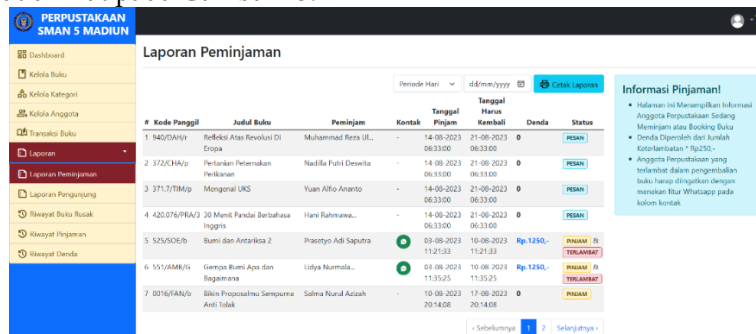 PERPUSTAKAAN
SMAN 5 MADIUN
Dashboard
Kelola Buku
Kelola Kategori
Kelola Anggota
Transaksi Buku
Laporan
Laporan Peminjaman
Laporan Pengunjung
Riwayat Buku Rusak
Riwayat Pinjaman
Riwayat Denda
Laporan Peminjaman
Periode Hari dd/mm/yyyy Cetak Laporan
# Kode Panggil Judul Buku Peminjam Kontak Tanggal Pinjam Tanggal Harus Kembali Denda Status
1 940/DAH/r Refleksi Atas Revolusi Di Eropa Muhammad Reza Ul... - 14-08-2023 06:33:00 21-08-2023 06:33:00 0 PESAN
2 372/CHA/p Pertanian Peternakan Perikanan Nadilla Putri Deswita - 14-08-2023 06:33:00 21-08-2023 06:33:00 0 PESAN
3 371.7/TIM/p Mengenal UKS Yuan Alfio Ananto - 14-08-2023 06:33:00 21-08-2023 06:33:00 0 PESAN
4 420.076/PRA/3 30 Menit Pandai Berbahasa Inggris Hani Rahmawa... - 14-08-2023 06:33:00 21-08-2023 06:33:00 0 PESAN
5 525/SOE/b Bumi dan Antariksa 2 Prasetyo Adi Saputra 03-08-2023 11:21:33 10-08-2023 11:21:33 Rp.1250,- PINJAM & TERLAMBAT
6 551/AMB/G Gempa Bumi Apa dan Bagaimana Lidya Nurmala... 03-08-2023 11:35:25 10-08-2023 11:35:25 Rp.1250,- PINJAM & TERLAMBAT
7 0016/FAN/b Bikin Proposalmu Sempurna Anti Tolak Salma Nurul Azizah - 10-08-2023 20:14:08 17-08-2023 20:14:08 0 PINJAM
‹ Sebelumnya 1 2 Selanjutnya ›
Informasi Pinjaman!
• Halaman ini Menampilkan Informasi
Anggota Perpustakaan Sedang
Meminjam atau Booking Buku
• Denda Diperoleh dari Jumlah
Keterlambatan * Rp250,-
• Anggota Perpustakaan yang
terlambat dalam pengembalian
buku harap diingatkan dengan
menekan fitur Whatsapp pada
kolom kontak